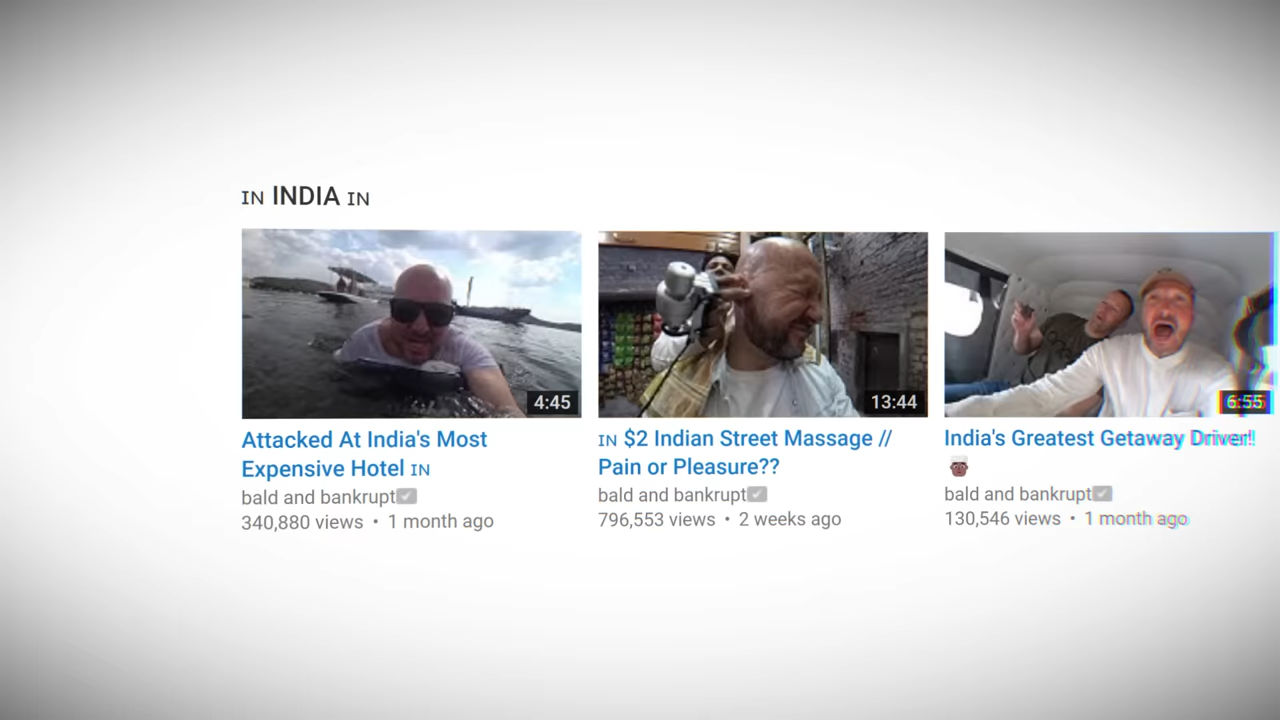 IN INDIA IN
4:45
13:44
6:55
Attacked At India's Most
Expensive Hotel IN
bald and bankrupt
340,880 views • 1 month ago
IN $2 Indian Street Massage //
Pain or Pleasure??
bald and bankrupt
796,553 views • 2 weeks ago
India's Greatest Getaway Driver!
👳🏿
bald and bankrupt
130,546 views • 1 month ago